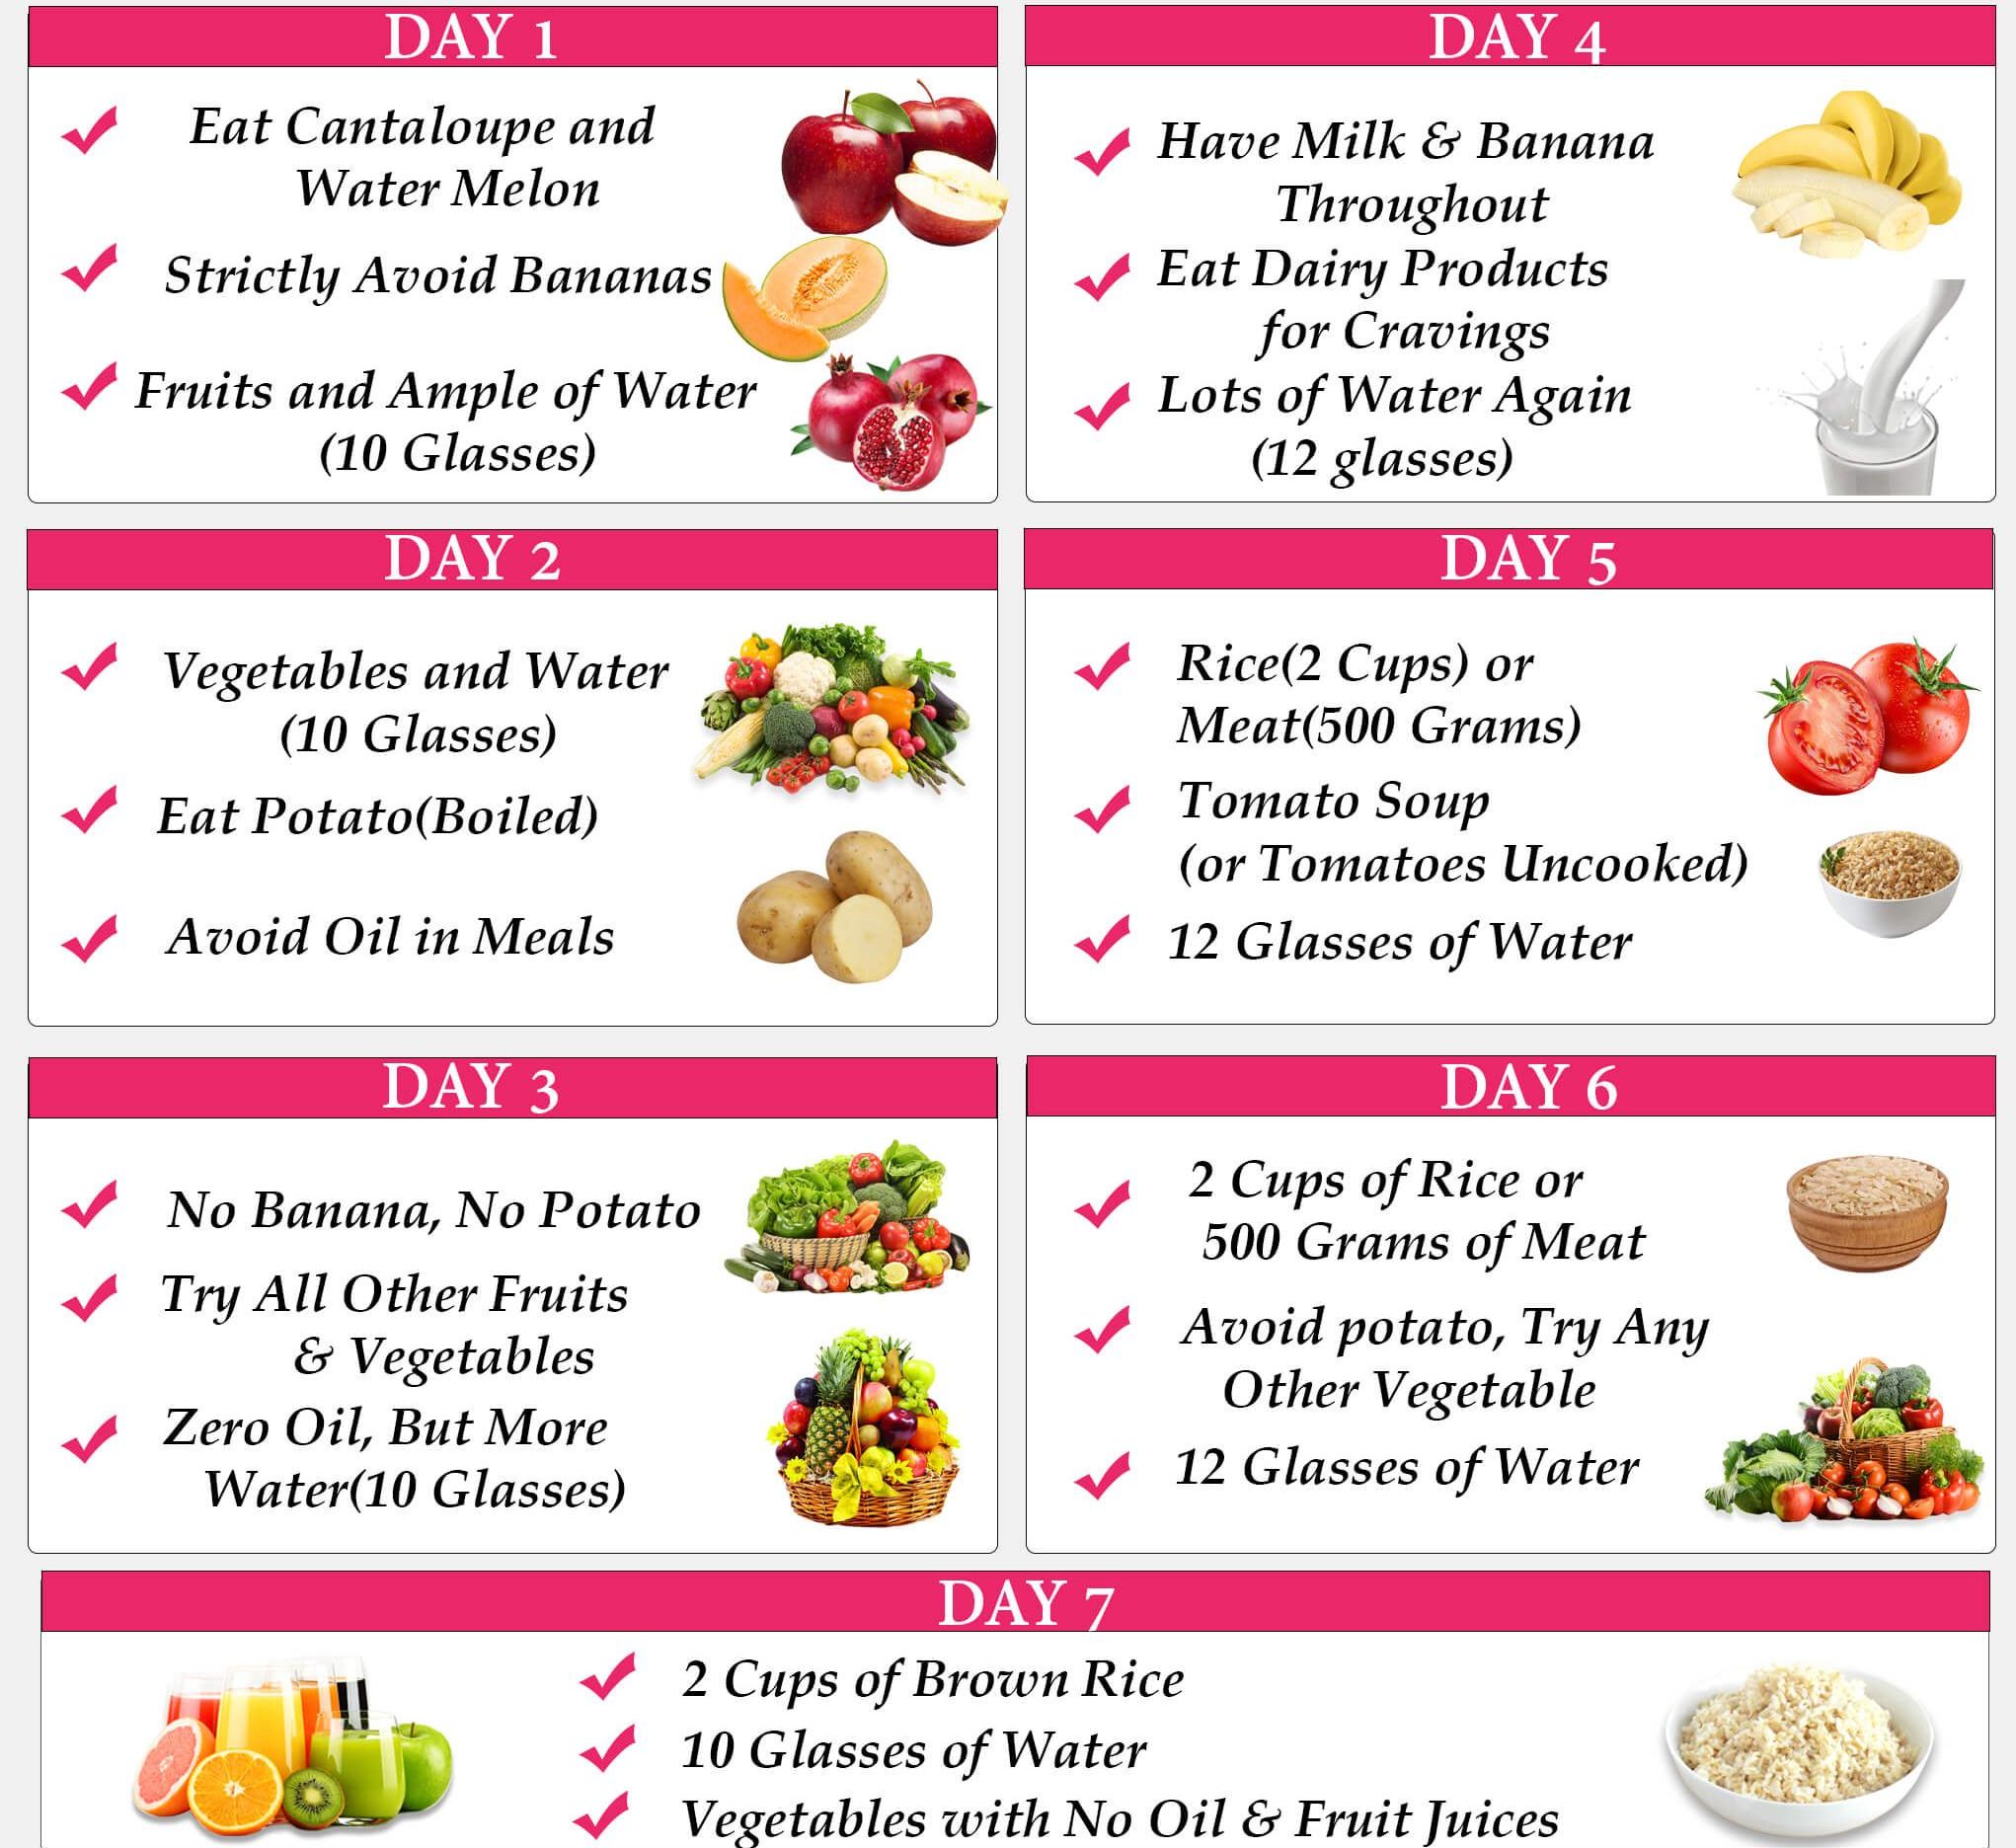 DAY 1
Eat Cantaloupe and
Water Melon
Strictly Avoid Bananas
Fruits and Ample of Water
(10 Glasses)
DAY 2
Vegetables and Water
(10 Glasses)
Eat Potato(Boiled)
Avoid Oil in Meals
DAY 3
No Banana, No Potato
Try All Other Fruits
& Vegetables
Zero Oil, But More
Water(10 Glasses)
DAY 4
Have Milk & Banana
Throughout
Eat Dairy Products
for Cravings
Lots of Water Again
(12 glasses)
DAY 5
Rice(2 Cups) or
Meat(500 Grams)
Tomato Soup
(or Tomatoes Uncooked)
12 Glasses of Water
DAY 6
2 Cups of Rice or
500 Grams of Meat
Avoid potato, Try Any
Other Vegetable
12 Glasses of Water
DAY 7
2 Cups of Brown Rice
10 Glasses of Water
Vegetables with No Oil & Fruit Juices